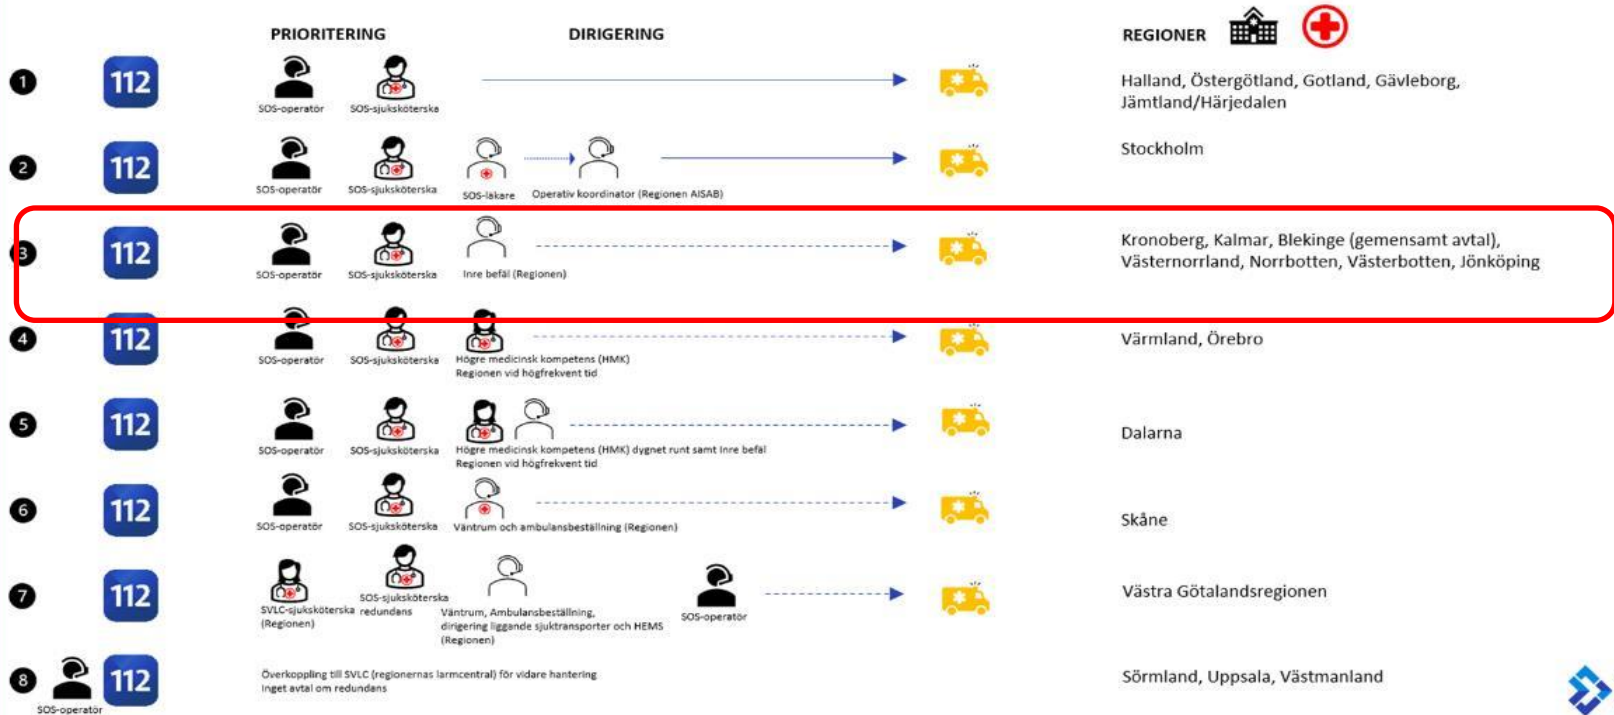 PRIORITERING
DIRIGERING
REGIONER
1
112
SOS-operatör
SOS-sjuksköterska
Halland, Östergötland, Gotland, Gävleborg,
Jämtland/Härjedalen
2
112
SOS-operatör
SOS-sjuksköterska
SOS-läkare
Operativ koordinator (Regionen AISAB)
Stockholm
3
112
SOS-operatör
SOS-sjuksköterska
Inre befäl (Regionen)
Kronoberg, Kalmar, Blekinge (gemensamt avtal),
Västernorrland, Norrbotten, Västerbotten, Jönköping
4
112
SOS-operatör
SOS-sjuksköterska
Högre medicinsk kompetens (HMK)
Regionen vid högfrekvent tid
Värmland, Örebro
5
112
SOS-operatör
SOS-sjuksköterska
Högre medicinsk kompetens (HMK) dygnet runt samt Inre befäl
Regionen vid högfrekvent tid
Dalarna
6
112
SOS-operatör
SOS-sjuksköterska
Väntrum och ambulansbeställning (Regionen)
Skåne
7
112
SVLC-sjuksköterska
(Regionen)
SOS-sjuksköterska
redundans
Väntrum, Ambulansbeställning,
dirigering liggande sjuktransporter och HEMS
(Regionen)
SOS-operatör
Västra Götalandsregionen
8
SOS-operatör
112
Överkoppling till SVLC (regionernas larmcentral) för vidare hantering
Inget avtal om redundans
Sörmland, Uppsala, Västmanland